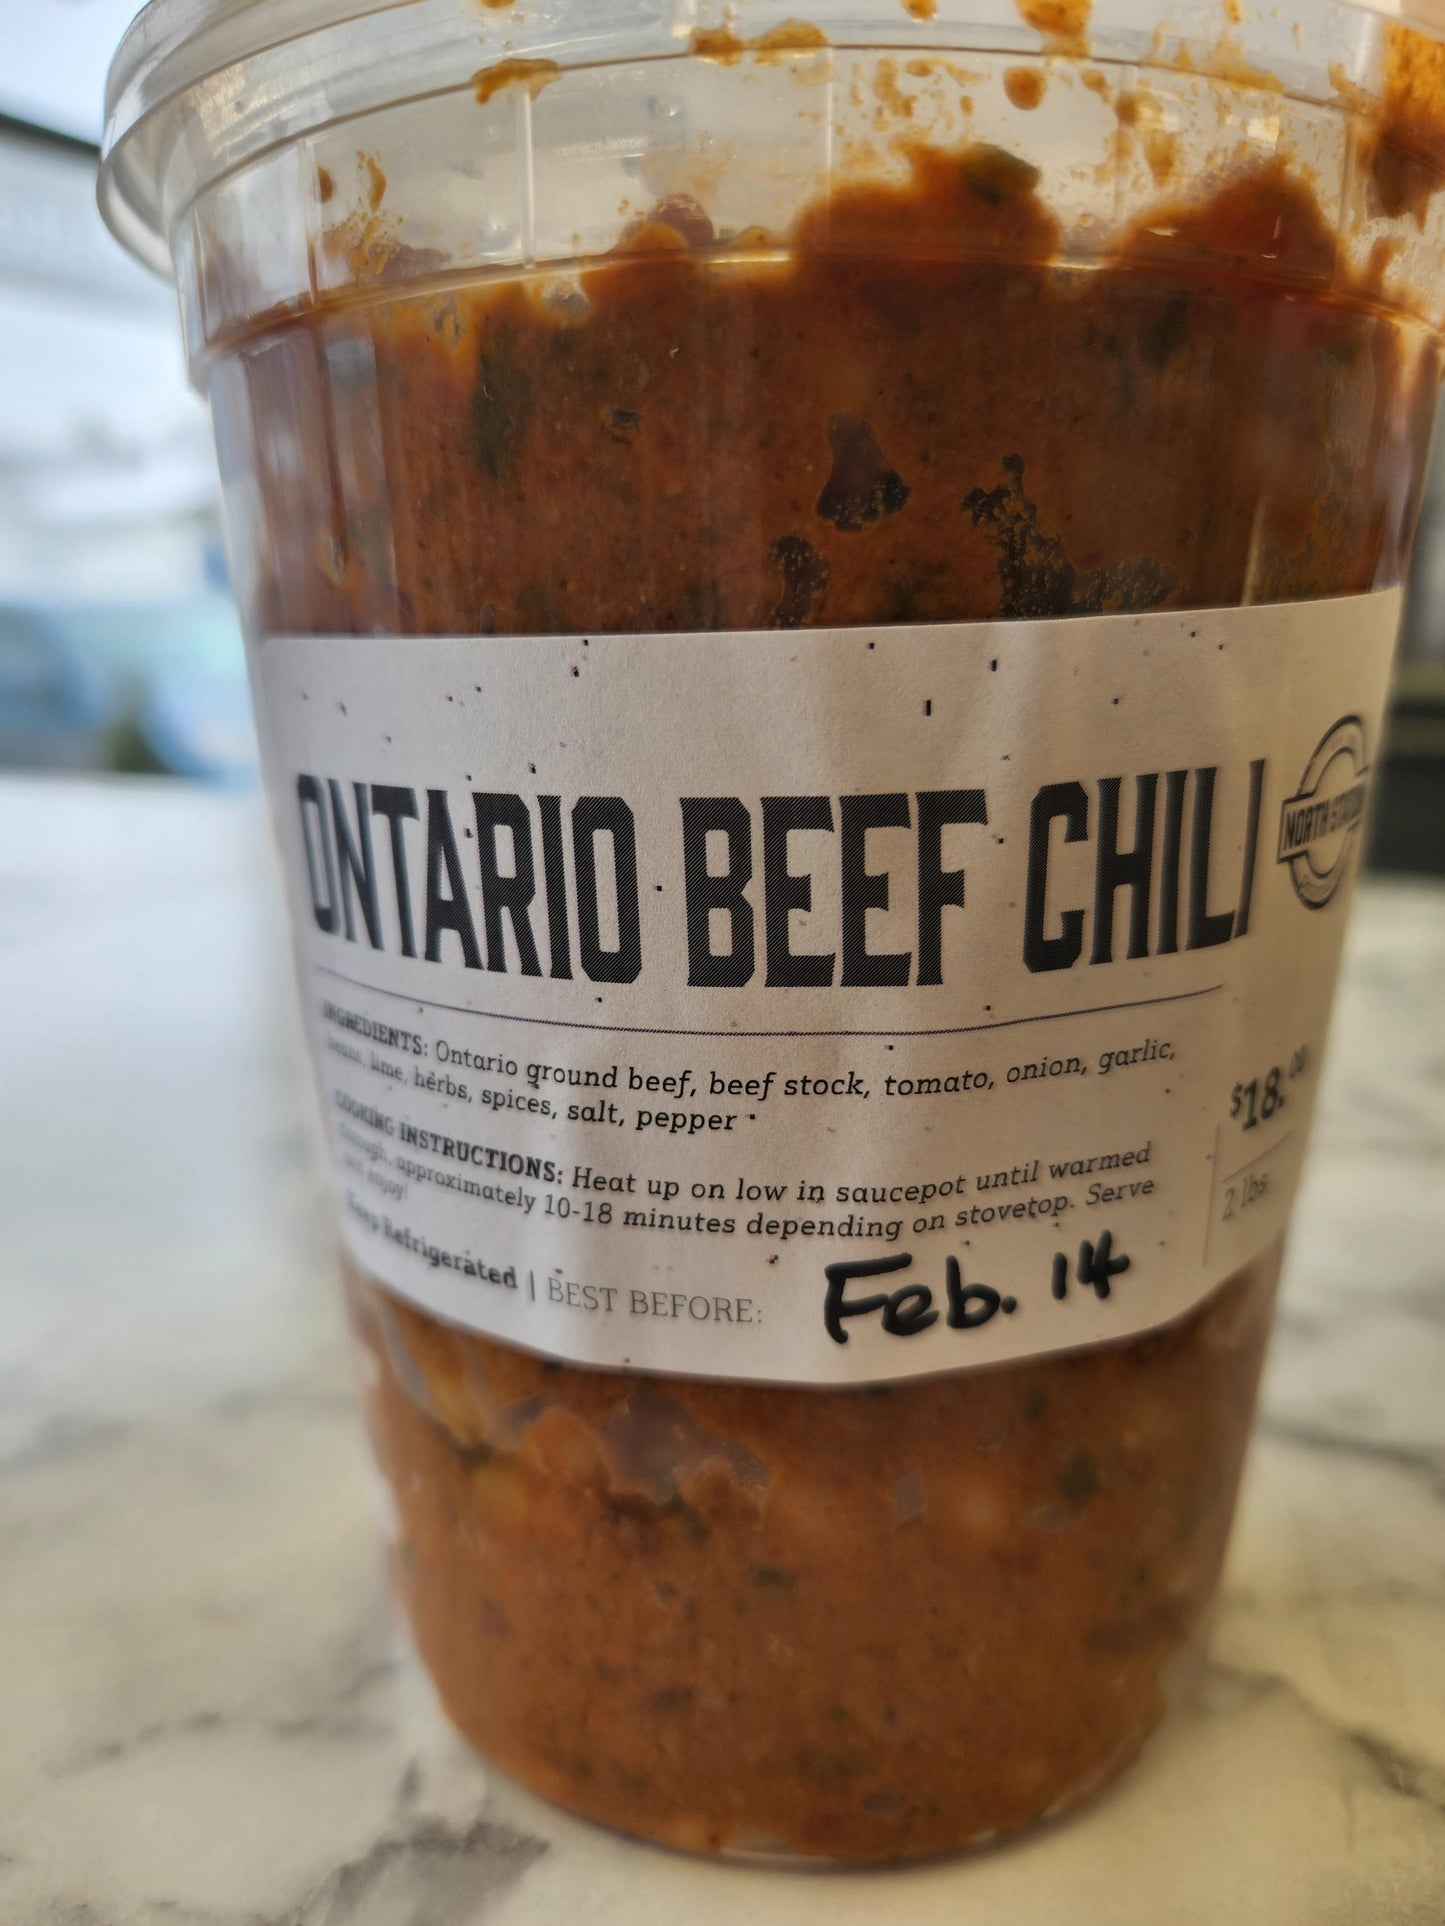 ONTARIO BEEF CHILI
NORTH STATION
INGREDIENTS: Ontario ground beef, beef stock, tomato, onion, garlic,
beans, lime, herbs, spices, salt, pepper
$18.00
COOKING INSTRUCTIONS: Heat up on low in saucepot until warmed
through, approximately 10-18 minutes depending on stovetop. Serve
and enjoy!
2 lbs
Keep Refrigerated | BEST BEFORE: Feb. 14